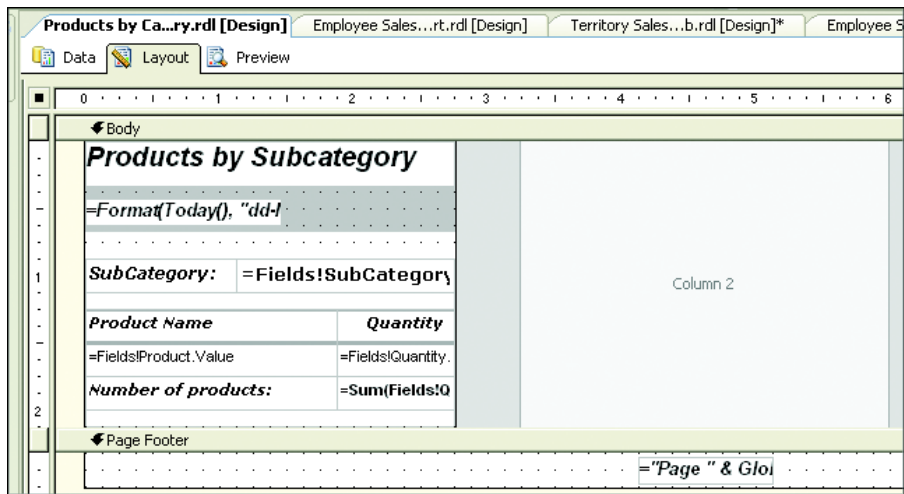 Products by Ca...ry.rdl [Design] Employee Sales...rt.rdl [Design] Territory Sales...b.rdl [Design]* Employee S
Data Layout Preview
0 1 2 3 4 5 6
Body
Products by Subcategory
=Format(Today(), "dd-M
SubCategory: =Fields!SubCategory
1
Column 2
Product Name Quantity
=Fields!Product.Value =Fields!Quantity.
Number of products: =Sum(Fields!Q
2
Page Footer
="Page " & Glo